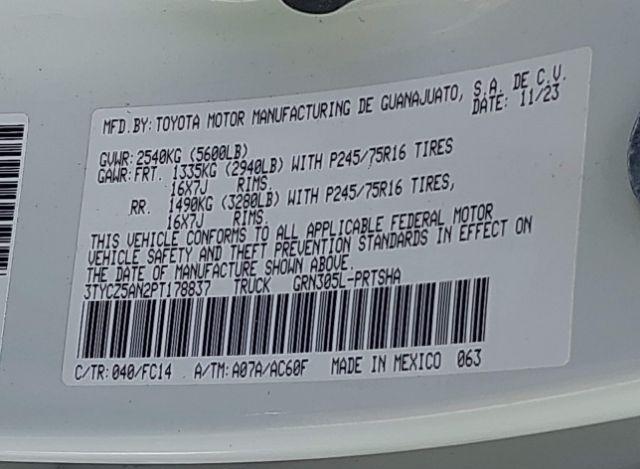 MFD. BY: TOYOTA MOTOR MANUFACTURING DE GUANAJUATO, S.A. DE C.V.
DATE: 11/23
GVWR: 2540KG (5600LB)
GAWR: FRT. 1335KG (2940LB) WITH P245/75R16 TIRES
16X7J RIMS.
RR. 1490KG (3280LB) WITH P245/75R16 TIRES,
16X7J RIMS.
THIS VEHICLE CONFORMS TO ALL APPLICABLE FEDERAL MOTOR
VEHICLE SAFETY AND THEFT PREVENTION STANDARDS IN EFFECT ON
THE DATE OF MANUFACTURE SHOWN ABOVE.
3TYCZ5AN2PT178837 TRUCK GRN305L-PRTSHA
C/TR: 040/FC14 A/TM: A07A/AC60F MADE IN MEXICO 063